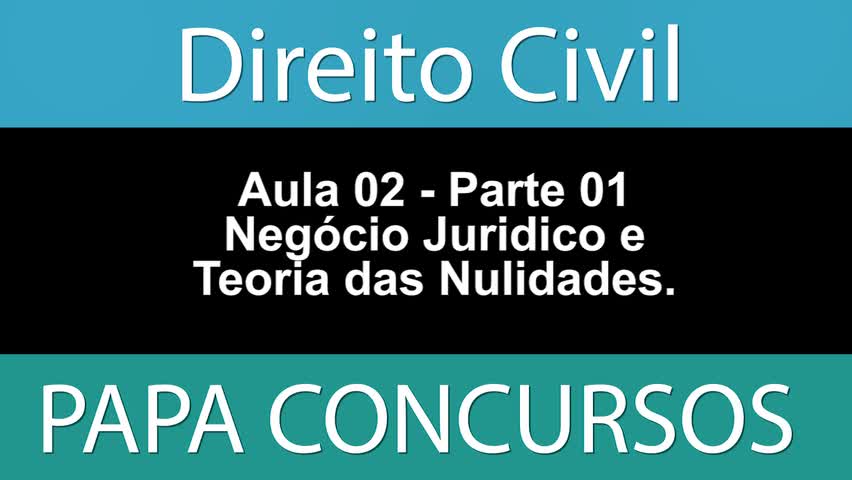 Direito Civil
Aula 02 - Parte 01
Negócio Juridico e
Teoria das Nulidades.
PAPA CONCURSOS